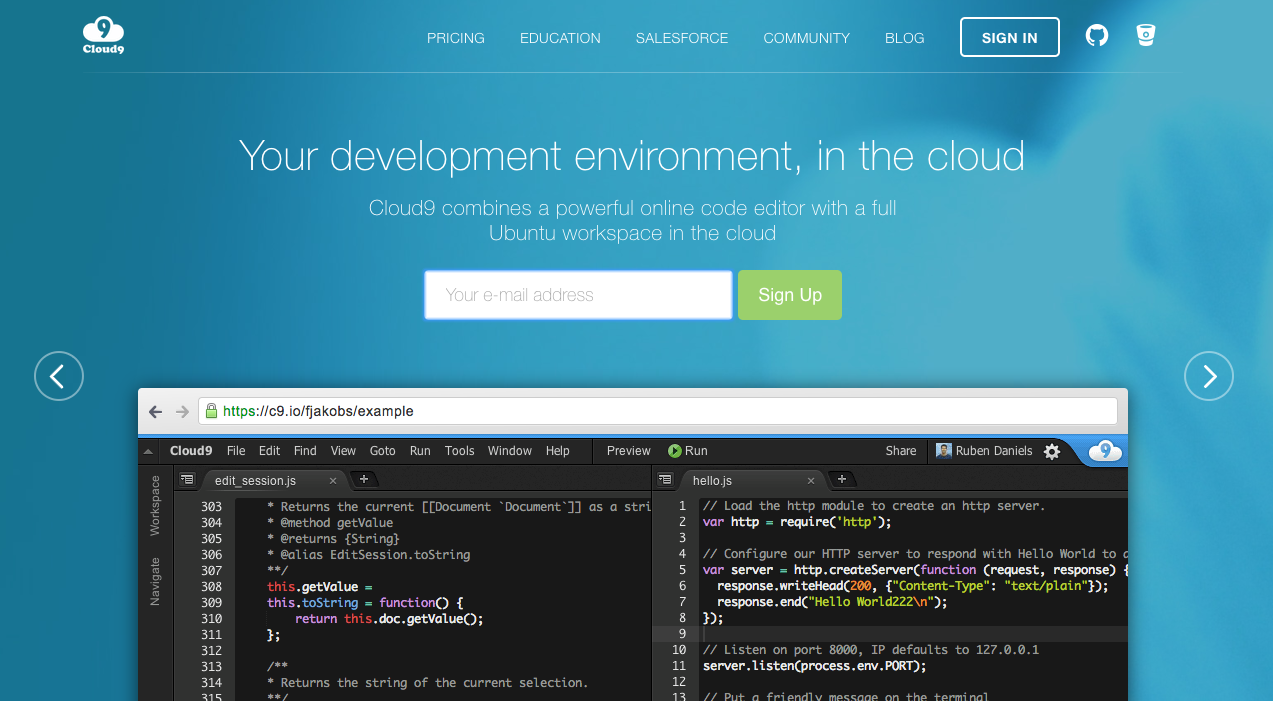 9
Cloud9
PRICING EDUCATION SALESFORCE COMMUNITY BLOG SIGN IN
Your development environment, in the cloud
Cloud9 combines a powerful online code editor with a full
Ubuntu workspace in the cloud
Your e-mail address Sign Up
https://c9.io/fjakobs/example
Cloud9 File Edit Find View Goto Run Tools Window Help Preview Run Share Ruben Daniels 9
Workspace
Navigate
edit_session.js × +
303 * Returns the current [[Document `Document`]] as a stri
304 * @method getValue
305 * @returns {String}
306 * @alias EditSession.toString
307 **/
308 this.getValue =
309 this.toString = function() {
310 return this.doc.getValue();
311 };
312
313 /**
314 * Returns the string of the current selection.
315 **/
hello.js × +
1 // Load the http module to create an http server.
2 var http = require('http');
3
4 // Configure our HTTP server to respond with Hello World to a
5 var server = http.createServer(function (request, response) {
6 response.writeHead(200, {"Content-Type": "text/plain"});
7 response.end("Hello World222\n");
8 });
9
10 // Listen on port 8000, IP defaults to 127.0.0.1
11 server.listen(process.env.PORT);
12
13 // Put a friendly message on the terminal